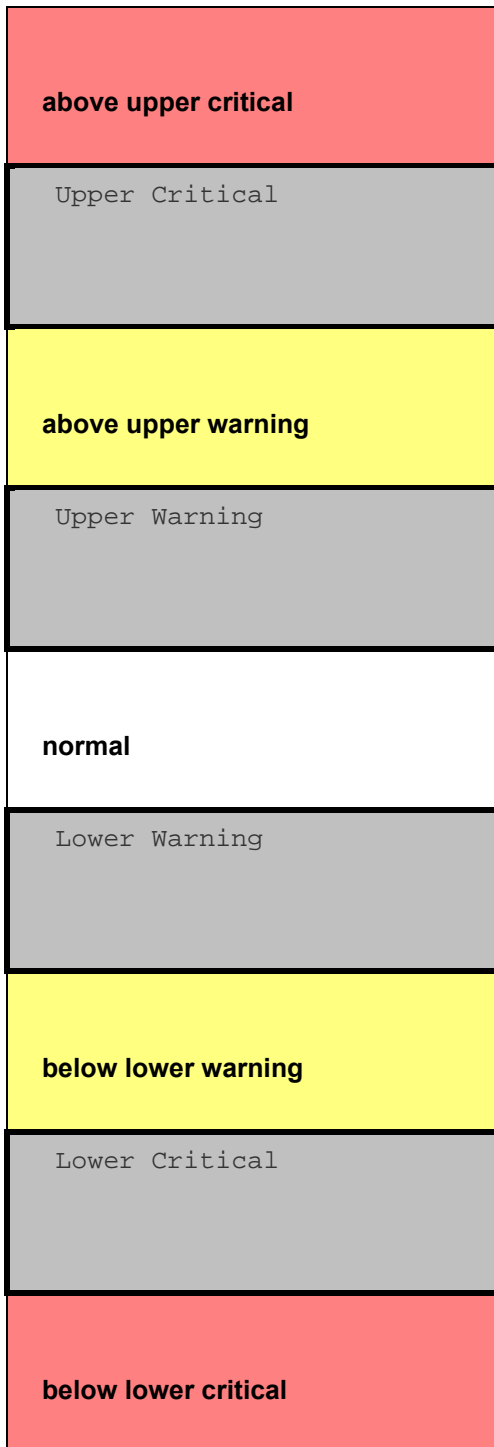 above upper critical
Upper Critical
above upper warning
Upper Warning
normal
Lower Warning
below lower warning
Lower Critical
below lower critical